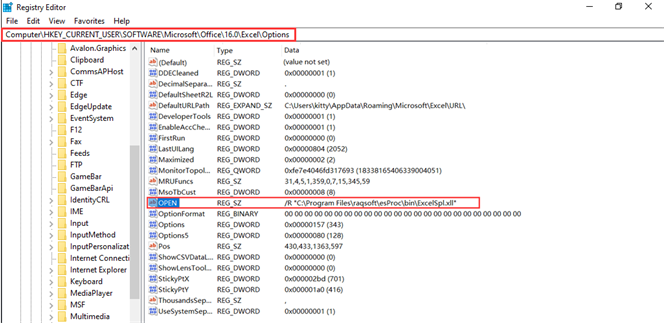 Registry Editor
File Edit View Favorites Help
Computer\HKEY_CURRENT_USER\SOFTWARE\Microsoft\Office\16.0\Excel\Options
Avalon.Graphics
Clipboard
CommsAPHost
CTF
Edge
EdgeUpdate
EventSystem
F12
Fax
Feeds
FTP
GameBar
GameBarApi
IdentityCRL
IME
Input
InputMethod
InputPersonalizat
Internet Connecti
Internet Explorer
Keyboard
MediaPlayer
MSF
Multimedia
Name Type Data
(Default) REG_SZ (value not set)
DDECleaned REG_DWORD 0x00000001 (1)
DecimalSepara... REG_SZ .
DefaultSheetR2L REG_DWORD 0x00000000 (0)
DefaultURLPath REG_EXPAND_SZ C:\Users\kitty\AppData\Roaming\Microsoft\Excel\URL\
DeveloperTools REG_DWORD 0x00000001 (1)
EnableAccChe... REG_DWORD 0x00000001 (1)
FirstRun REG_DWORD 0x00000000 (0)
LastUILang REG_DWORD 0x00000804 (2052)
Maximized REG_DWORD 0x00000002 (2)
MonitorTopol... REG_QWORD 0xfe7e4046fd317693 (18338165406339004051)
MRUFuncs REG_SZ 31,4,5,1,359,0,7,15,345,59
MsoTbCust REG_DWORD 0x00000008 (8)
OPEN REG_SZ /R "C:\Program Files\raqsoft\esProc\bin\ExcelSpl.xll"
OptionFormat REG_BINARY 00 00 00 00 00 00 00 00 00 00 00 00 00 00 00 00 00 00 00 00 00 00 00
Options REG_DWORD 0x00000157 (343)
Options5 REG_DWORD 0x00000080 (128)
Pos REG_SZ 430,433,1363,597
ShowCSVDataL... REG_DWORD 0x00000000 (0)
ShowLensTool... REG_DWORD 0x00000000 (0)
StickyPtX REG_DWORD 0x000002bd (701)
StickyPtY REG_DWORD 0x000001a0 (416)
ThousandsSep... REG_SZ ,
UseSystemSep... REG_DWORD 0x00000001 (1)